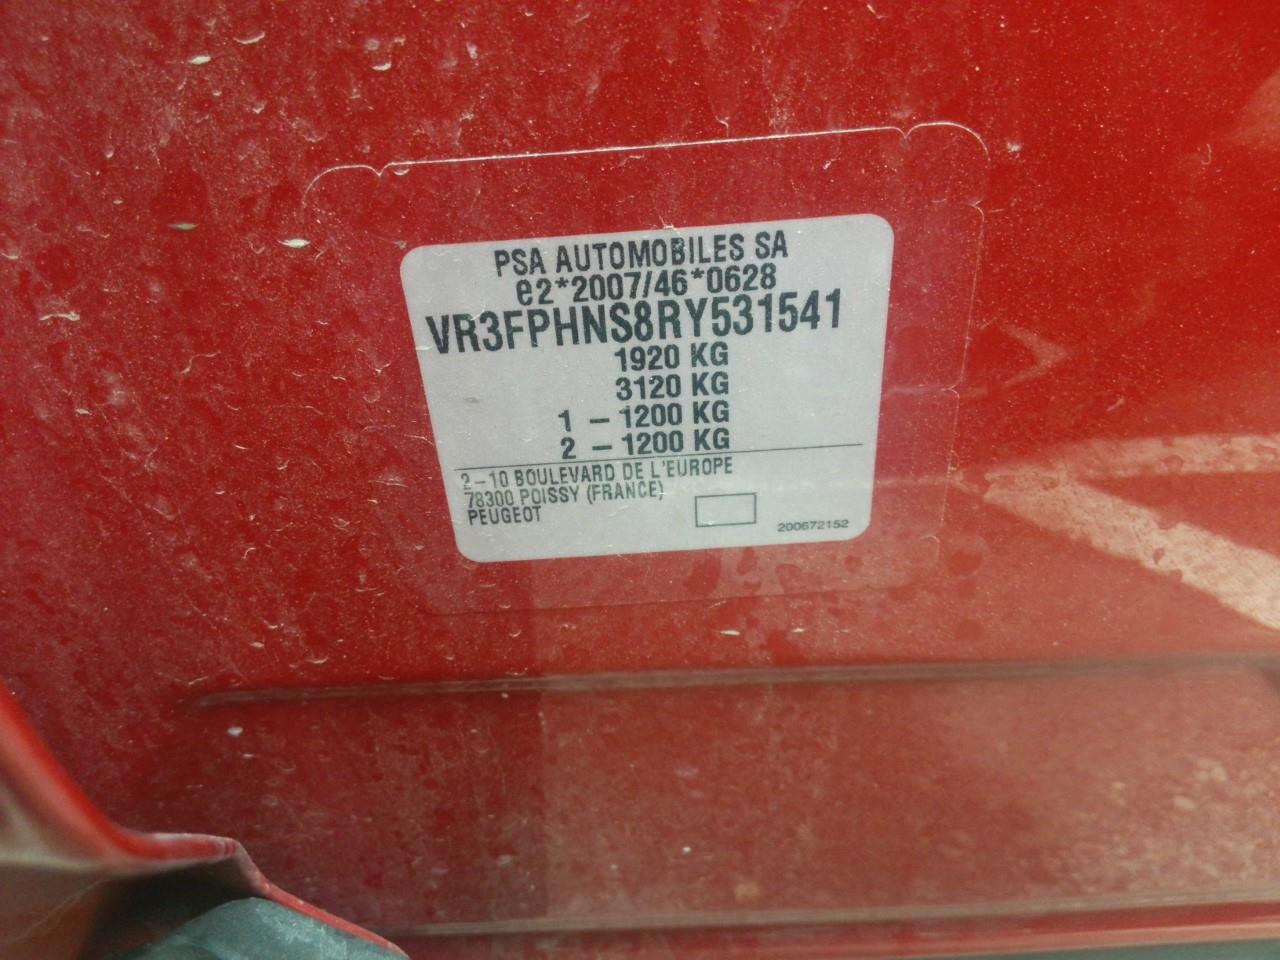 PSA AUTOMOBILES SA
e2*2007/46*0628
VR3FPHNS8RY531541
1920 KG
3120 KG
1 – 1200 KG
2 – 1200 KG
2–10 BOULEVARD DE L'EUROPE
78300 POISSY (FRANCE)
PEUGEOT
200672152